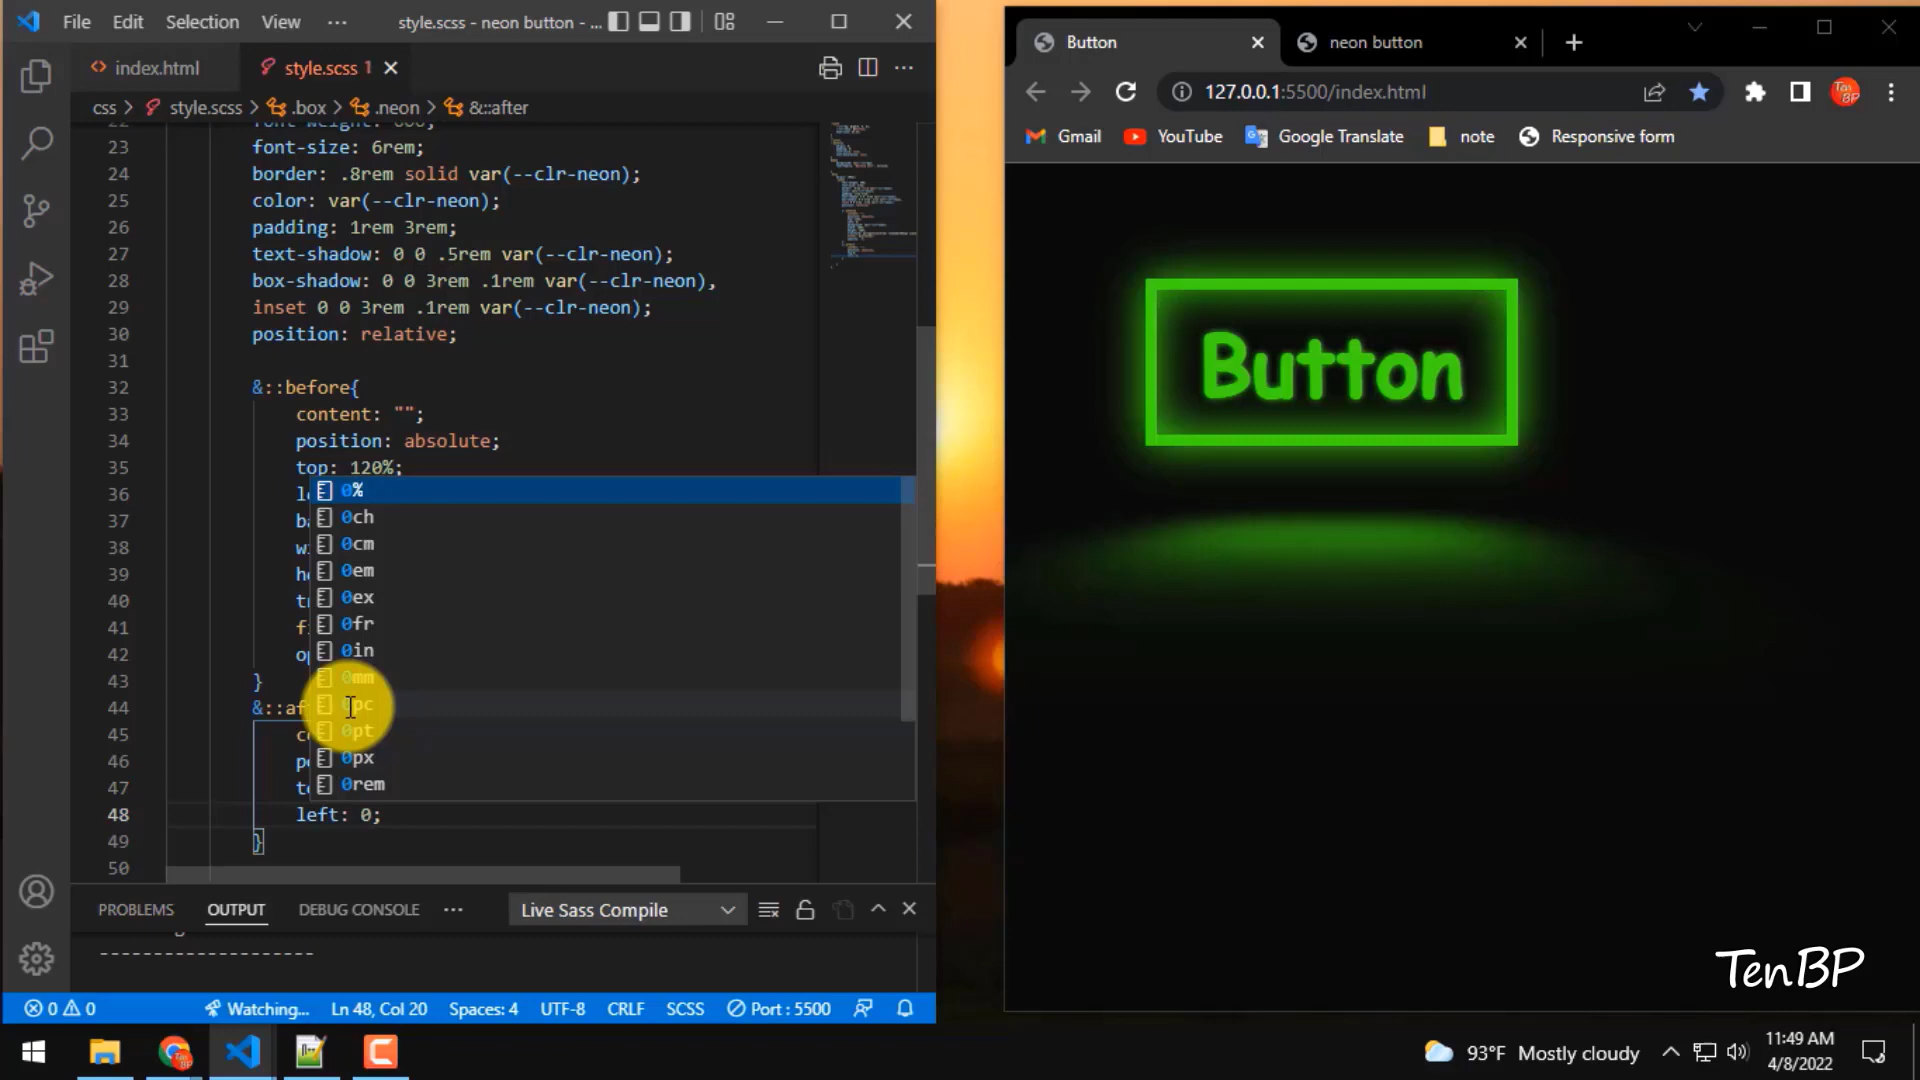 File Edit Selection View ··· style.scss - neon button - ...
index.html style.scss 1
css > style.scss > .box > .neon > &::after
22
23 font-size: 6rem;
24 border: .8rem solid var(--clr-neon);
25 color: var(--clr-neon);
26 padding: 1rem 3rem;
27 text-shadow: 0 0 .5rem var(--clr-neon);
28 box-shadow: 0 0 3rem .1rem var(--clr-neon),
29 inset 0 0 3rem .1rem var(--clr-neon);
30 position: relative;
31
32 &::before{
33 content: "";
34 position: absolute;
35 top: 120%;
36
37
38
39
40
41
42
43 }
44 &::af
45
46
47
48 left: 0;
49 }
50
0%
0ch
0cm
0em
0ex
0fr
0in
0mm
0pc
0pt
0px
0rem
PROBLEMS OUTPUT DEBUG CONSOLE ··· Live Sass Compile
--------------------
0 0 Watching... Ln 48, Col 20 Spaces: 4 UTF-8 CRLF SCSS Port : 5500
Button neon button
127.0.0.1:5500/index.html
Gmail YouTube Google Translate note Responsive form
Button
TenBP
93°F Mostly cloudy 11:49 AM
4/8/2022